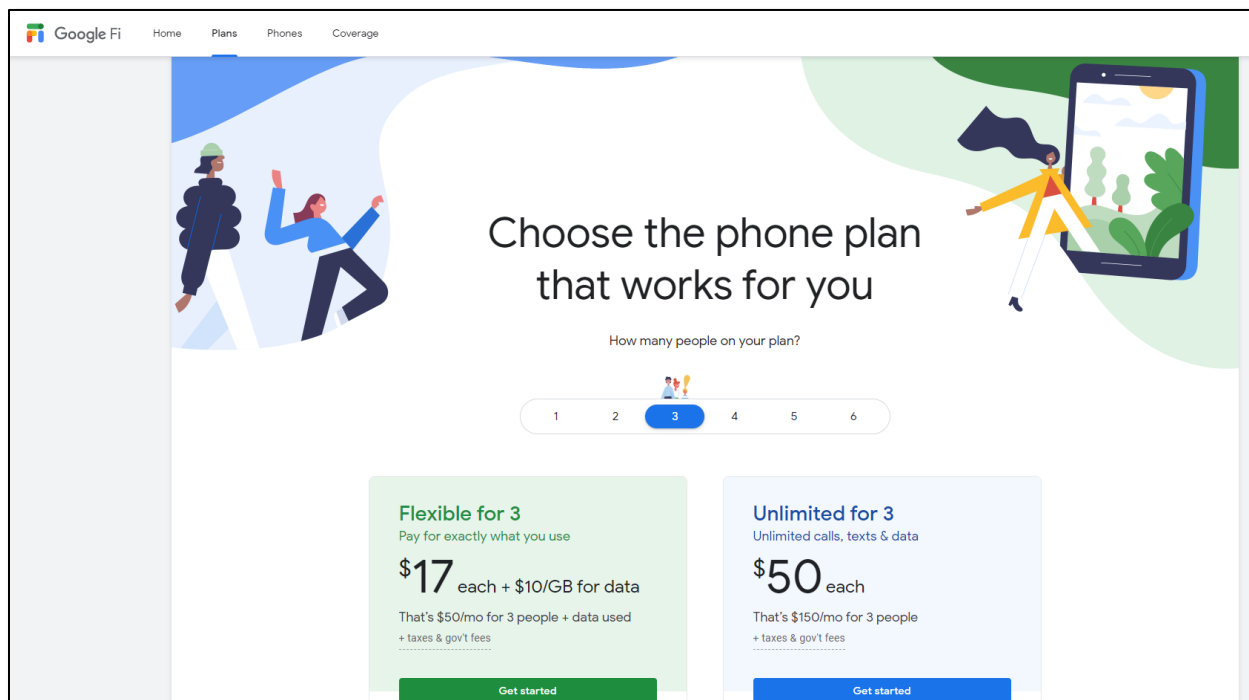 Google Fi Home Plans Phones Coverage
Choose the phone plan
that works for you
How many people on your plan?
1 2 3 4 5 6
Flexible for 3
Pay for exactly what you use
$17 each + $10/GB for data
That's $50/mo for 3 people + data used
+ taxes & gov't fees
Get started
Unlimited for 3
Unlimited calls, texts & data
$50 each
That's $150/mo for 3 people
+ taxes & gov't fees
Get started